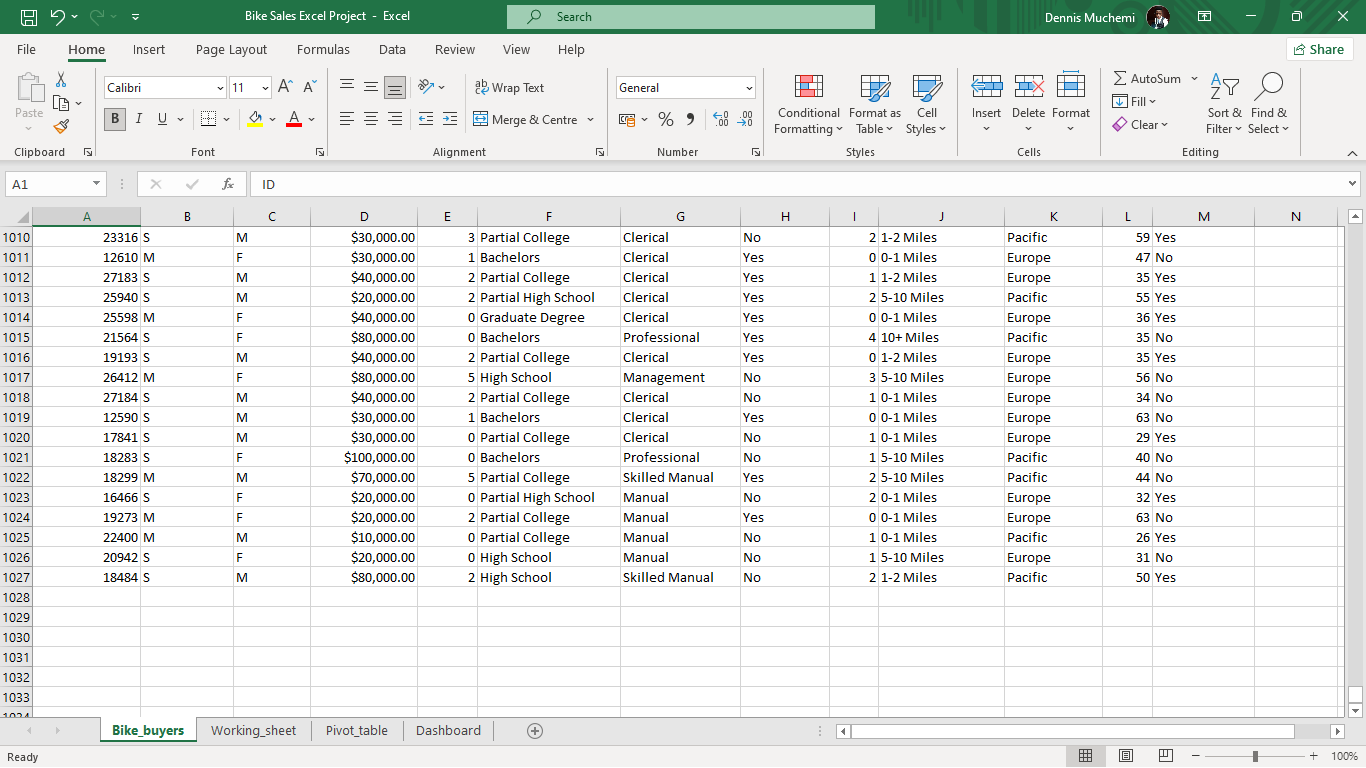 Bike Sales Excel Project - Excel
Search
Dennis Muchemi
File Home Insert Page Layout Formulas Data Review View Help Share
Paste
Calibri 11
B I U A
ab Wrap Text
Merge & Centre
General
%
Conditional Formatting
Format as Table
Cell Styles
Insert Delete Format
AutoSum
Fill
Clear
Sort & Filter
Find & Select
Clipboard Font Alignment Number Styles Cells Editing
A1 fx ID
A B C D E F G H I J K L M N
1010 23316 S M $30,000.00 3 Partial College Clerical No 2 1-2 Miles Pacific 59 Yes
1011 12610 M F $30,000.00 1 Bachelors Clerical Yes 0 0-1 Miles Europe 47 No
1012 27183 S M $40,000.00 2 Partial College Clerical Yes 1 1-2 Miles Europe 35 Yes
1013 25940 S M $20,000.00 2 Partial High School Clerical Yes 2 5-10 Miles Pacific 55 Yes
1014 25598 M F $40,000.00 0 Graduate Degree Clerical Yes 0 0-1 Miles Europe 36 Yes
1015 21564 S F $80,000.00 0 Bachelors Professional Yes 4 10+ Miles Pacific 35 No
1016 19193 S M $40,000.00 2 Partial College Clerical Yes 0 1-2 Miles Europe 35 Yes
1017 26412 M F $80,000.00 5 High School Management No 3 5-10 Miles Europe 56 No
1018 27184 S M $40,000.00 2 Partial College Clerical No 1 0-1 Miles Europe 34 No
1019 12590 S M $30,000.00 1 Bachelors Clerical Yes 0 0-1 Miles Europe 63 No
1020 17841 S M $30,000.00 0 Partial College Clerical No 1 0-1 Miles Europe 29 Yes
1021 18283 S F $100,000.00 0 Bachelors Professional No 1 5-10 Miles Pacific 40 No
1022 18299 M M $70,000.00 5 Partial College Skilled Manual Yes 2 5-10 Miles Pacific 44 No
1023 16466 S F $20,000.00 0 Partial High School Manual No 2 0-1 Miles Europe 32 Yes
1024 19273 M F $20,000.00 2 Partial College Manual Yes 0 0-1 Miles Europe 63 No
1025 22400 M M $10,000.00 0 Partial College Manual No 1 0-1 Miles Pacific 26 Yes
1026 20942 S F $20,000.00 0 High School Manual No 1 5-10 Miles Europe 31 No
1027 18484 S M $80,000.00 2 High School Skilled Manual No 2 1-2 Miles Pacific 50 Yes
1028
1029
1030
1031
1032
1033
Bike_buyers Working_sheet Pivot_table Dashboard
Ready 100%